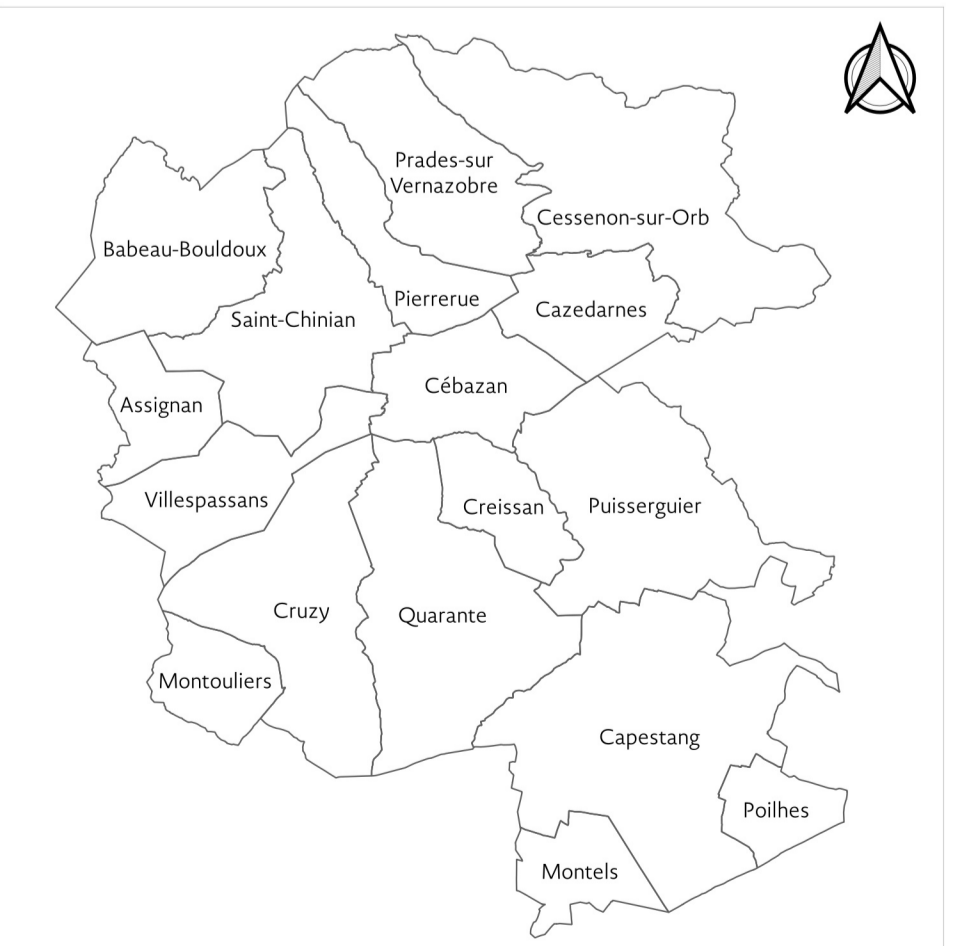 Prades-sur
Vernazobre
Cessenon-sur-Orb
Babeau-Bouldoux
Pierrerue
Cazedarnes
Saint-Chinian
Cébazan
Assignan
Villespassans
Creissan
Puisserguier
Cruzy
Quarante
Montouliers
Capestang
Poilhes
Montels